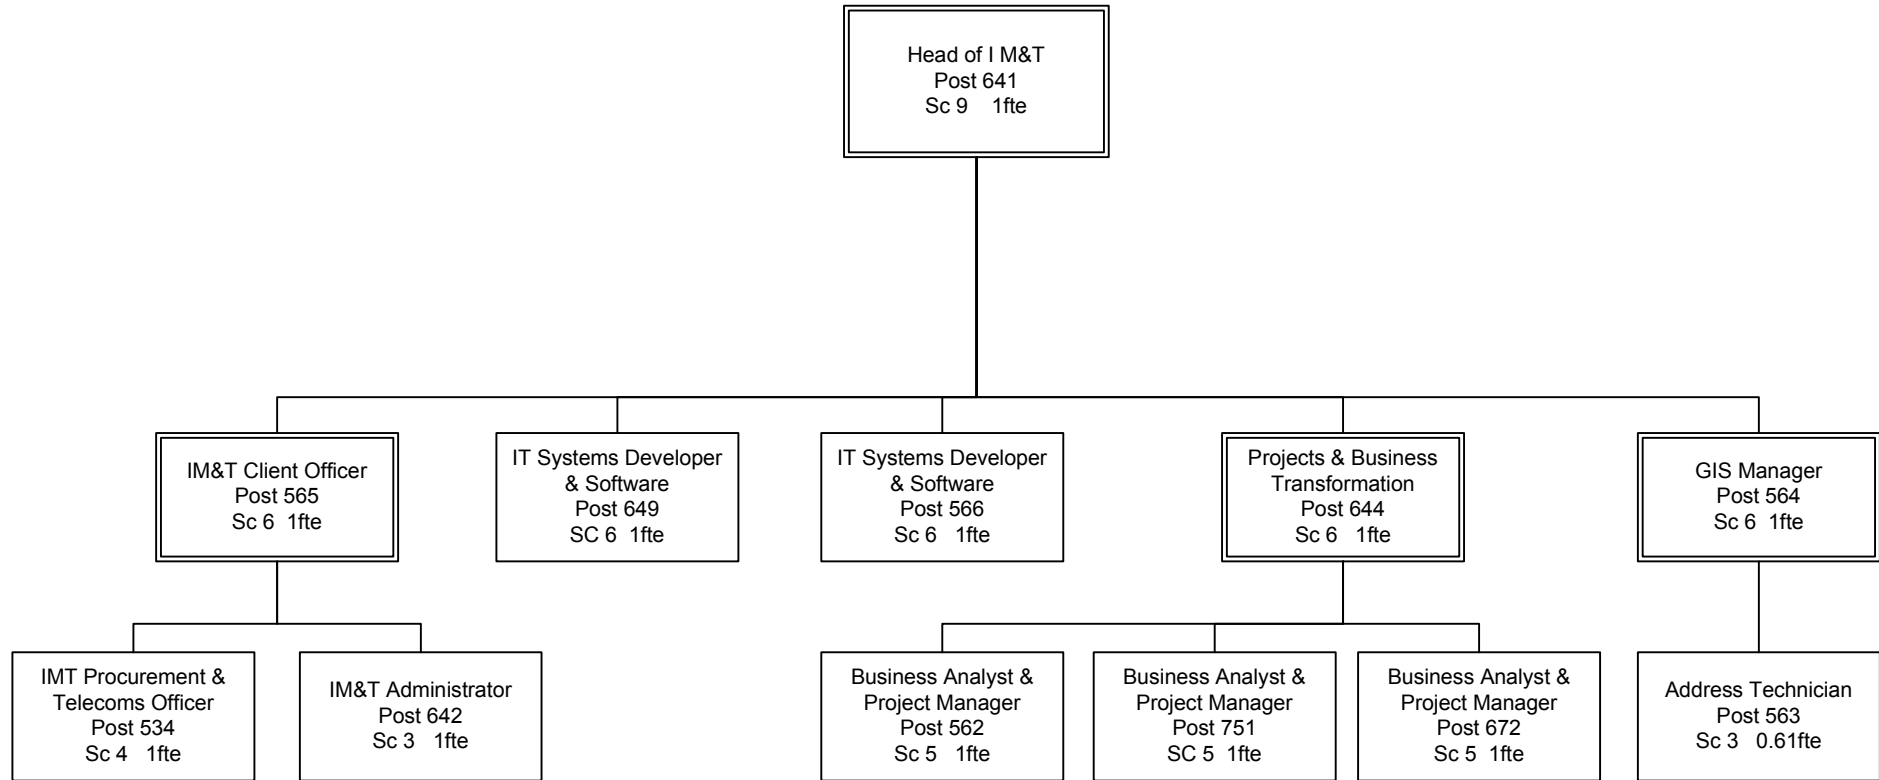 Head of I M&T
Post 641
Sc 9 1fte
IM&T Client Officer
Post 565
Sc 6 1fte
IT Systems Developer
& Software
Post 649
SC 6 1fte
IT Systems Developer
& Software
Post 566
Sc 6 1fte
Projects & Business
Transformation
Post 644
Sc 6 1fte
GIS Manager
Post 564
Sc 6 1fte
IMT Procurement &
Telecoms Officer
Post 534
Sc 4 1fte
IM&T Administrator
Post 642
Sc 3 1fte
Business Analyst &
Project Manager
Post 562
Sc 5 1fte
Business Analyst &
Project Manager
Post 751
SC 5 1fte
Business Analyst &
Project Manager
Post 672
Sc 5 1fte
Address Technician
Post 563
Sc 3 0.61fte